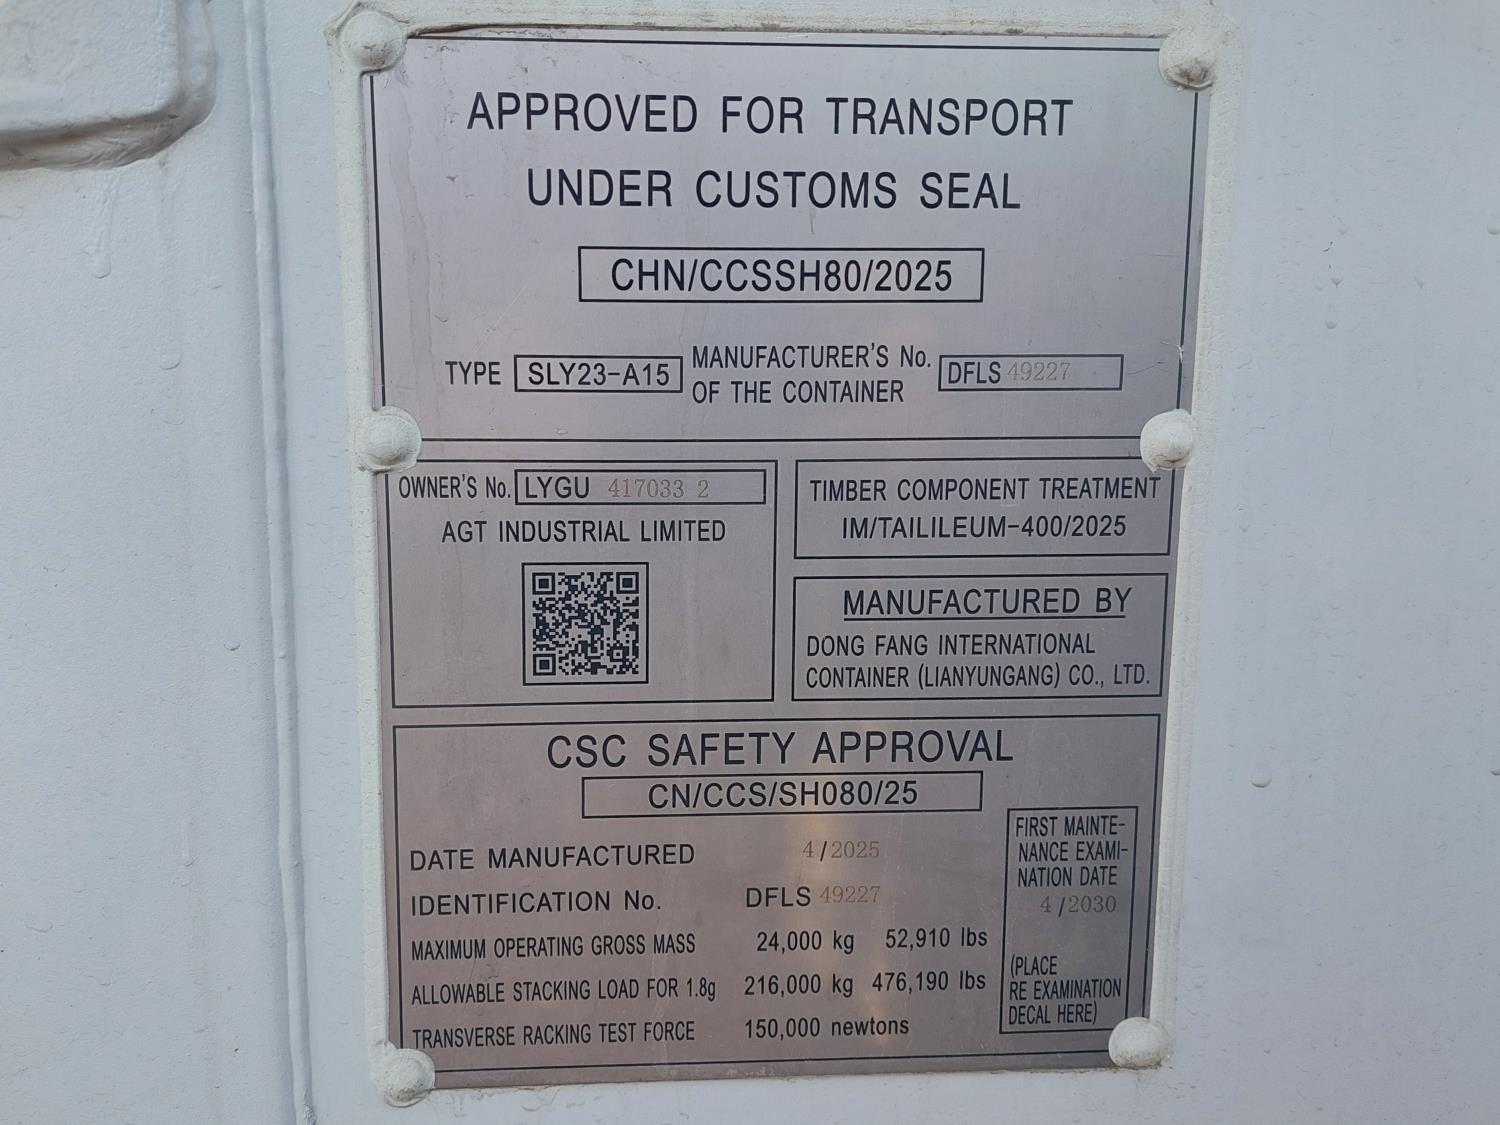 APPROVED FOR TRANSPORT
UNDER CUSTOMS SEAL
CHN/CCSSH80/2025
TYPE SLY23-A15 MANUFACTURER'S No. OF THE CONTAINER DFLS 49227
OWNER'S No. LYGU 417033 2
AGT INDUSTRIAL LIMITED
TIMBER COMPONENT TREATMENT
IM/TAILILEUM-400/2025
MANUFACTURED BY
DONG FANG INTERNATIONAL
CONTAINER (LIANYUNGANG) CO., LTD.
CSC SAFETY APPROVAL
CN/CCS/SH080/25
DATE MANUFACTURED 4/2025
IDENTIFICATION No. DFLS 49227
MAXIMUM OPERATING GROSS MASS 24,000 kg 52,910 lbs
ALLOWABLE STACKING LOAD FOR 1.8g 216,000 kg 476,190 lbs
TRANSVERSE RACKING TEST FORCE 150,000 newtons
FIRST MAINTE-
NANCE EXAMI-
NATION DATE
4/2030
(PLACE
RE EXAMINATION
DECAL HERE)